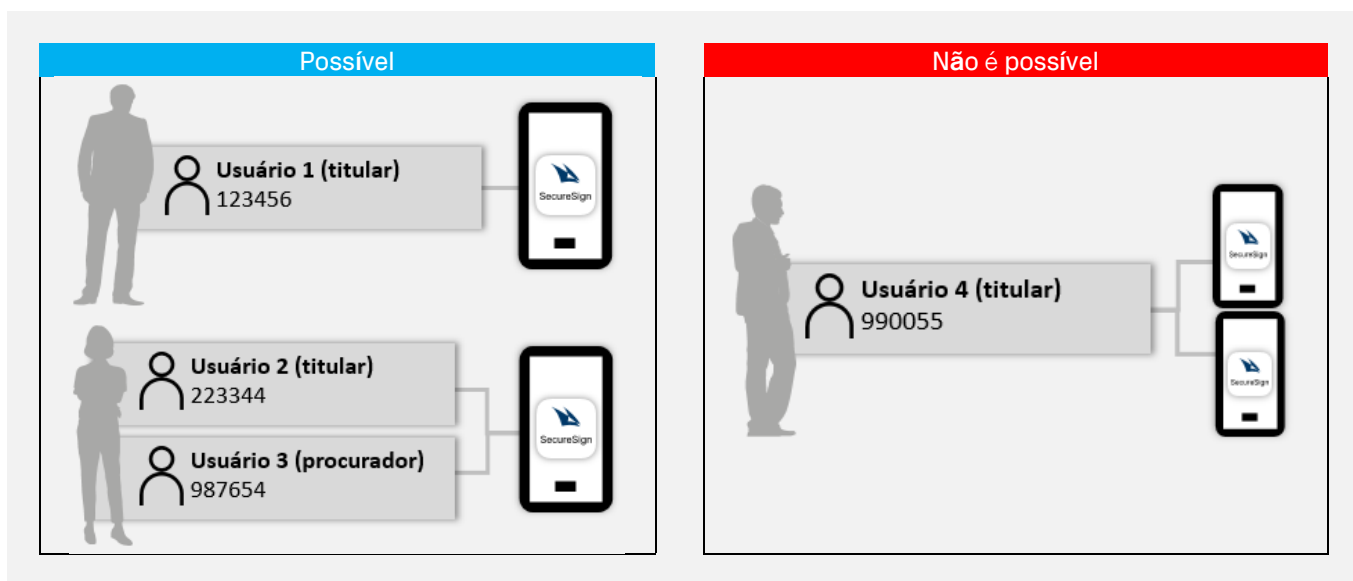 Possível
Usuário 1 (titular)
123456
SecureSign
Usuário 2 (titular)
223344
Usuário 3 (procurador)
987654
SecureSign
Não é possível
Usuário 4 (titular)
990055
SecureSign
SecureSign